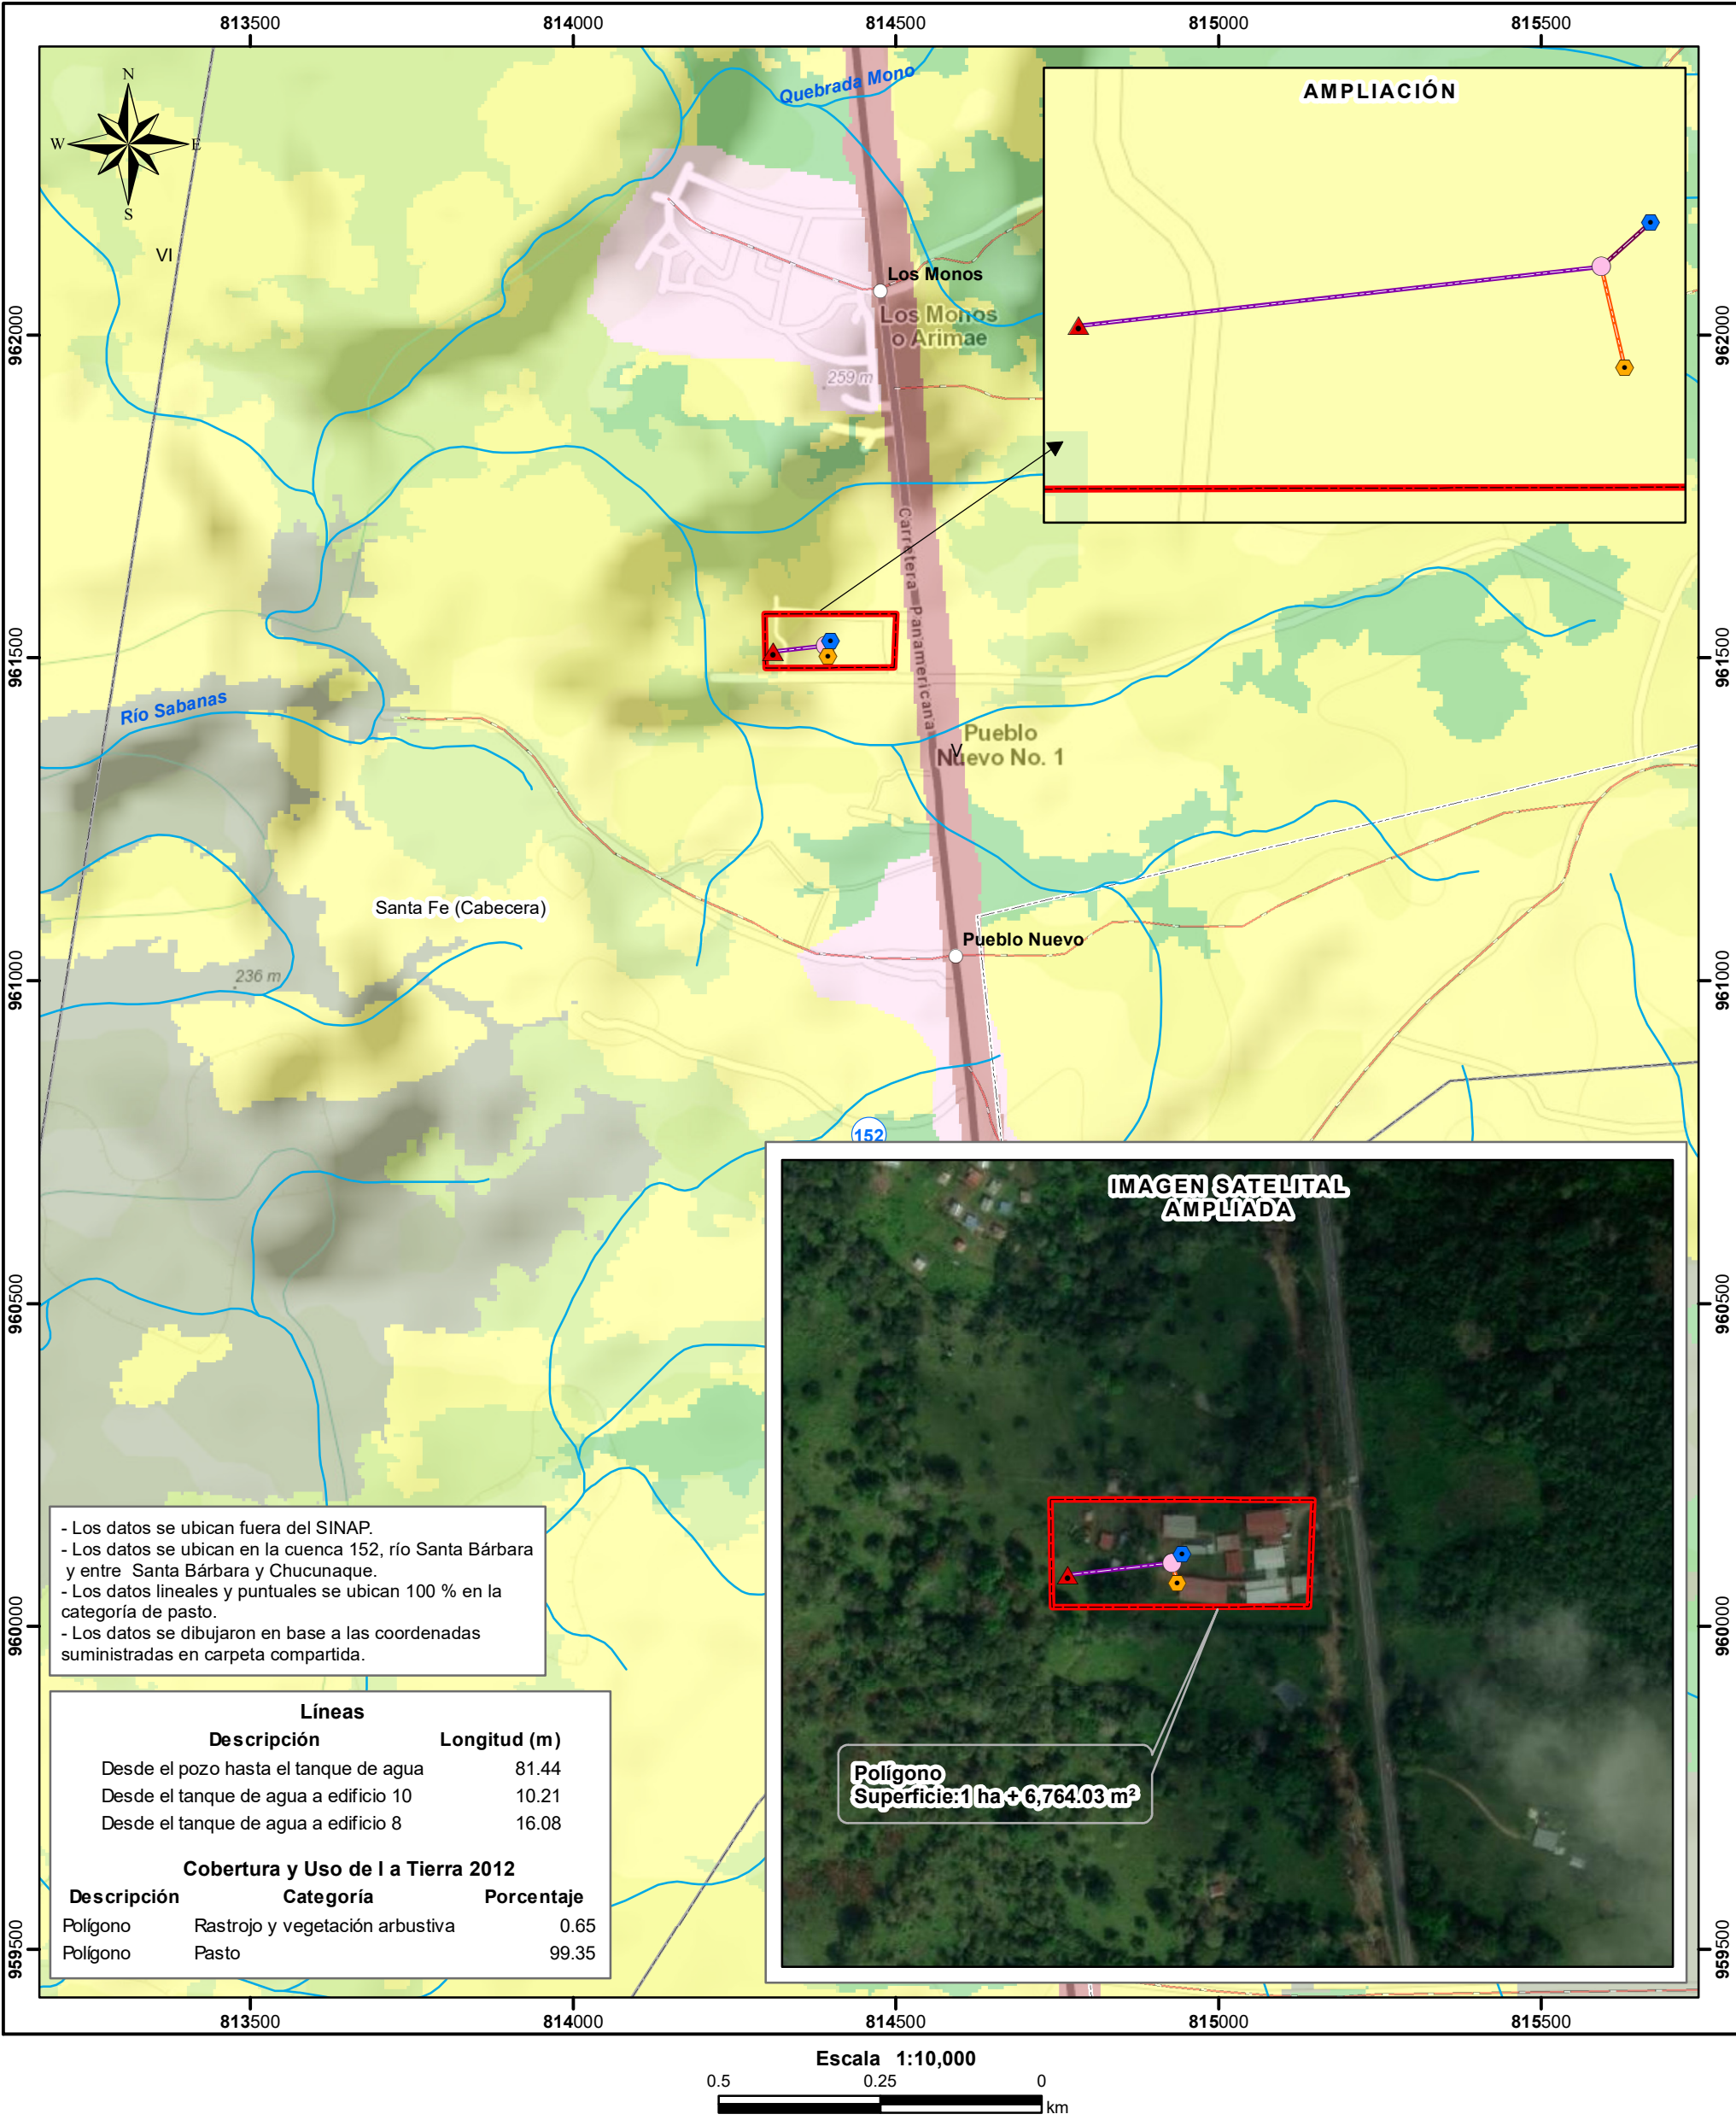 813500 814000 814500 815000 815500
N
W E
S
VI
Quebrada Mono
AMPLIACIÓN
Los Monos
Los Monos
o Arimae
259 m
962000 962000
Carretera Panamericana
961500 961500
Río Sabanas
Pueblo
Nuevo No. 1
V
Santa Fe (Cabecera)
Pueblo Nuevo
236 m
961000 961000
152
IMAGEN SATELITAL
AMPLIADA
960500 960500
- Los datos se ubican fuera del SINAP.
- Los datos se ubican en la cuenca 152, río Santa Bárbara
y entre Santa Bárbara y Chucunaque.
- Los datos lineales y puntuales se ubican 100 % en la
categoría de pasto.
- Los datos se dibujaron en base a las coordenadas
suministradas en carpeta compartida.
960000 960000
Líneas
Descripción Longitud (m)
Desde el pozo hasta el tanque de agua 81.44
Desde el tanque de agua a edificio 10 10.21
Desde el tanque de agua a edificio 8 16.08
Cobertura y Uso de l a Tierra 2012
Descripción Categoría Porcentaje
Polígono Rastrojo y vegetación arbustiva 0.65
Polígono Pasto 99.35
Polígono
Superficie:1 ha + 6,764.03 m²
959500 959500
813500 814000 814500 815000 815500
Escala 1:10,000
0.5 0.25 0
km